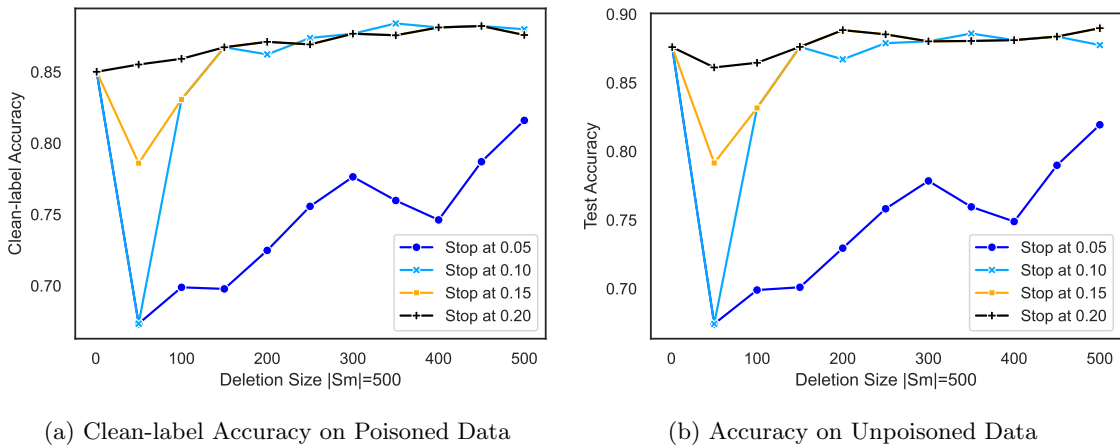 Clean-label Accuracy
0.85
0.80
0.75
0.70
Stop at 0.05
Stop at 0.10
Stop at 0.15
Stop at 0.20
0 100 200 300 400 500
Deletion Size |Sm|=500
(a) Clean-label Accuracy on Poisoned Data
Test Accuracy
0.90
0.85
0.80
0.75
0.70
Stop at 0.05
Stop at 0.10
Stop at 0.15
Stop at 0.20
0 100 200 300 400 500
Deletion Size |Sm|=500
(b) Accuracy on Unpoisoned Data